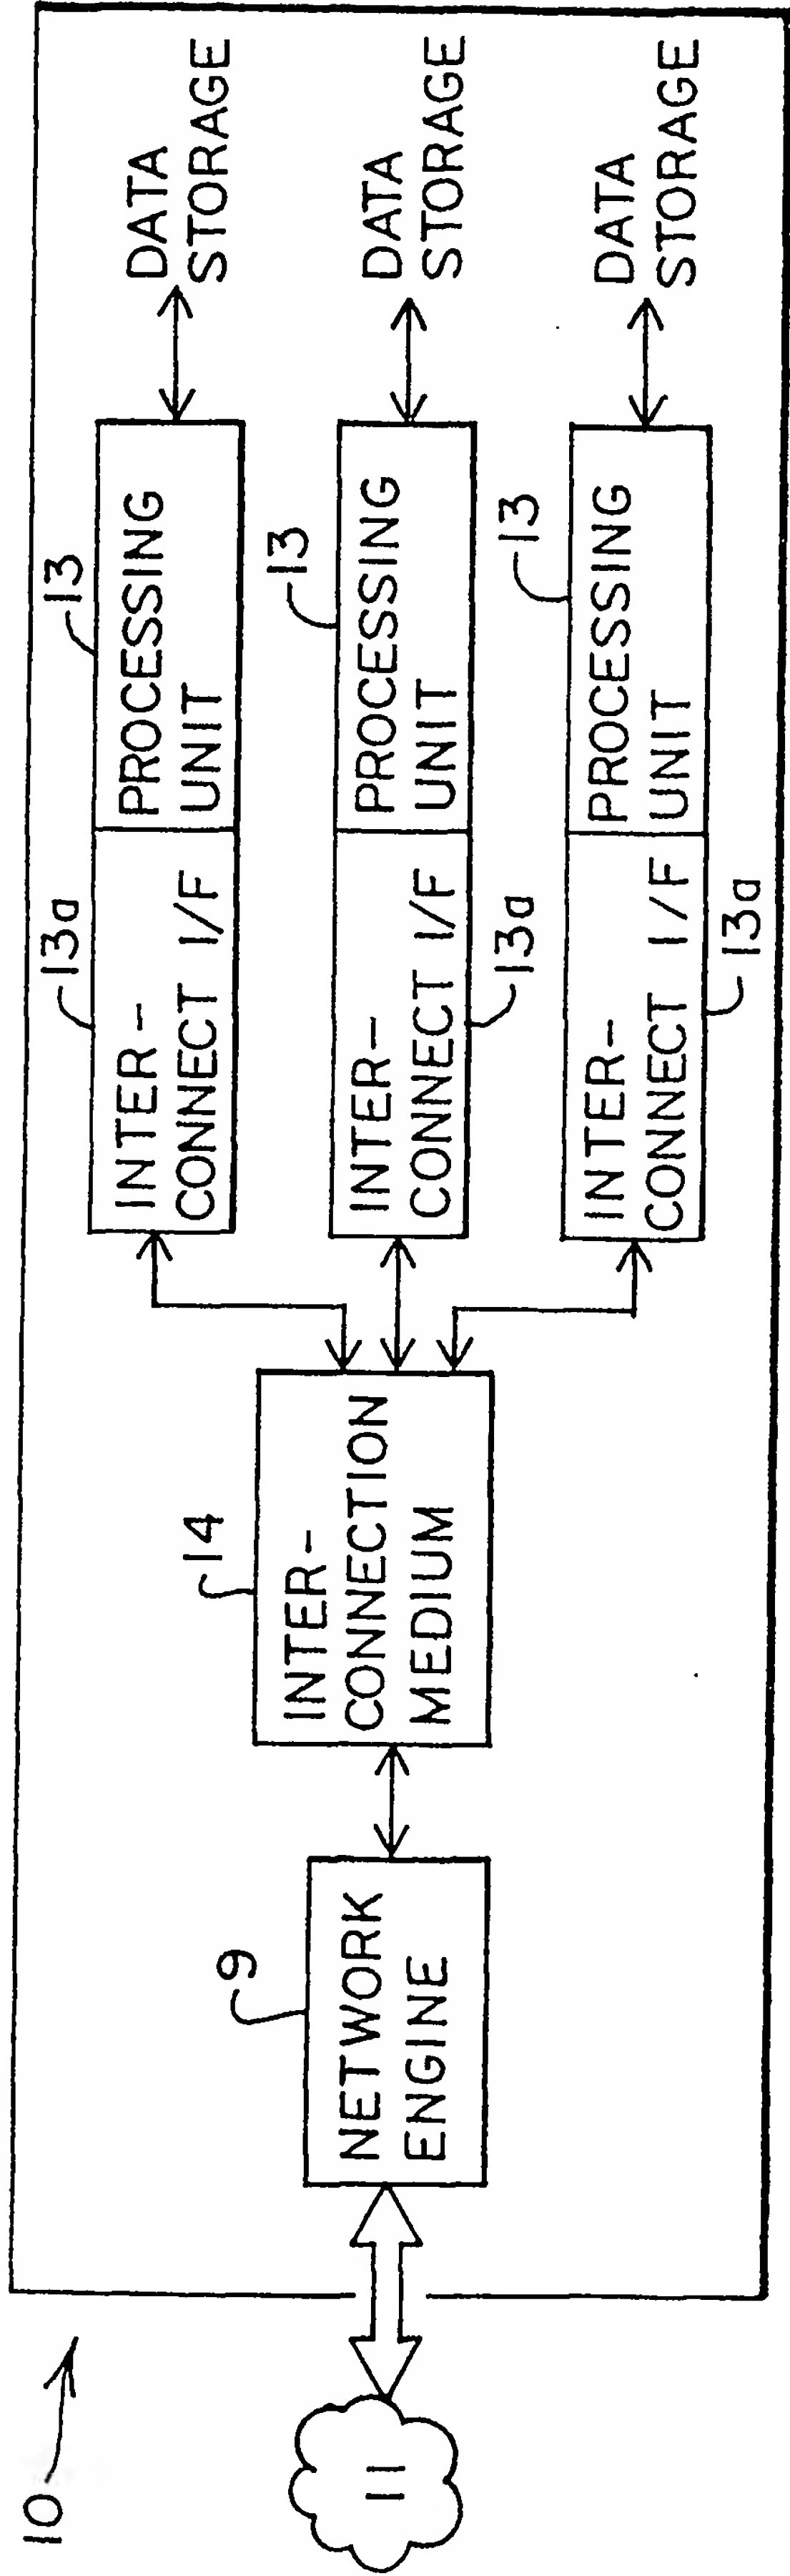 10
11
9
NETWORK
ENGINE
14
INTER-
CONNECTION
MEDIUM
13a
INTER-
CONNECT I/F
13
PROCESSING
UNIT
DATA
STORAGE
INTER-
CONNECT I/F
13a
13
PROCESSING
UNIT
DATA
STORAGE
INTER-
CONNECT I/F
13a
13
PROCESSING
UNIT
DATA
STORAGE